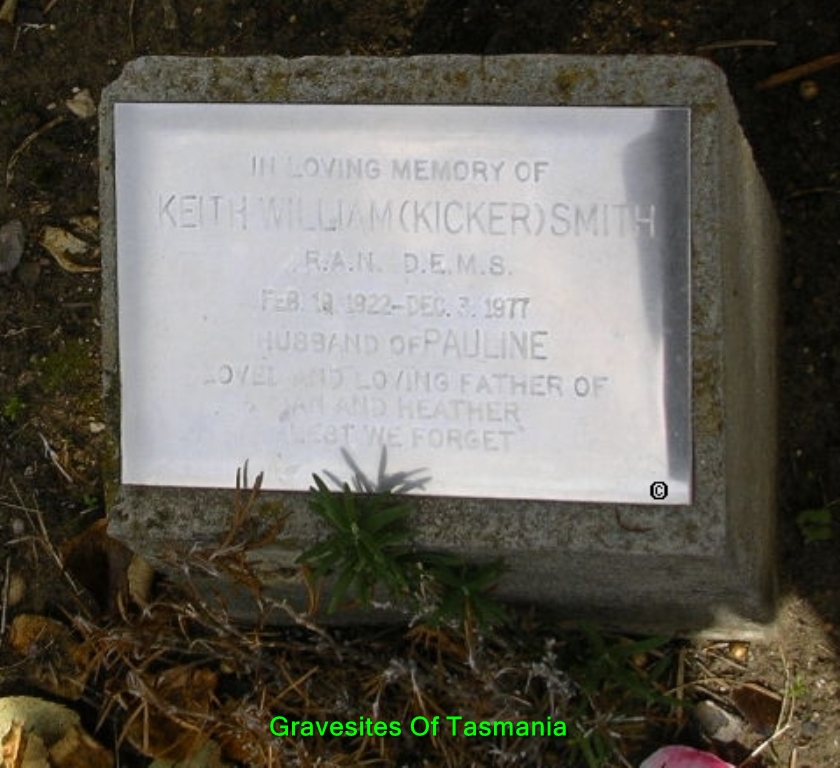 IN LOVING MEMORY OF
KEITH WILLIAM (KICKER) SMITH
R.A.N. D.E.M.S.
FEB. 1922-DEC. 3. 1977
HUSBAND OF PAULINE
LOVED AND LOVING FATHER OF
AND HEATHER
"LEST WE FORGET"
©
Gravesites Of Tasmania